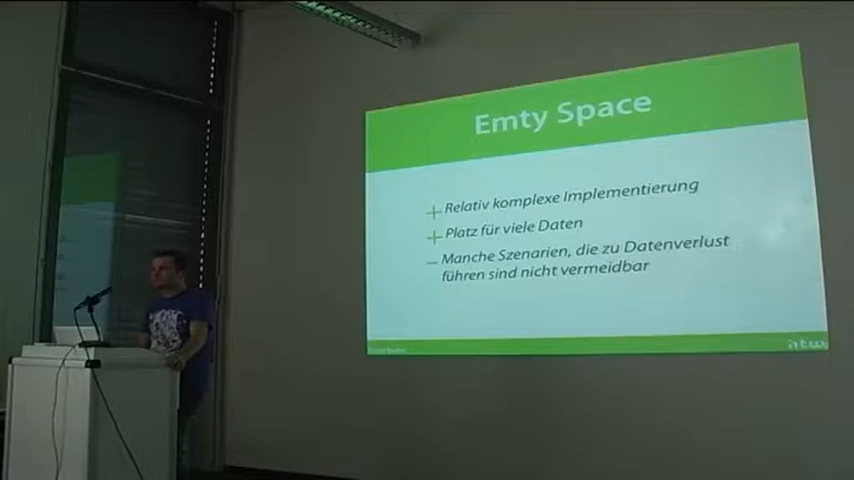 Emty Space
Relativ komplexe Implementierung
Platz für viele Daten
Manche Szenarien, die zu Datenverlust
führen sind nicht vermeidbar